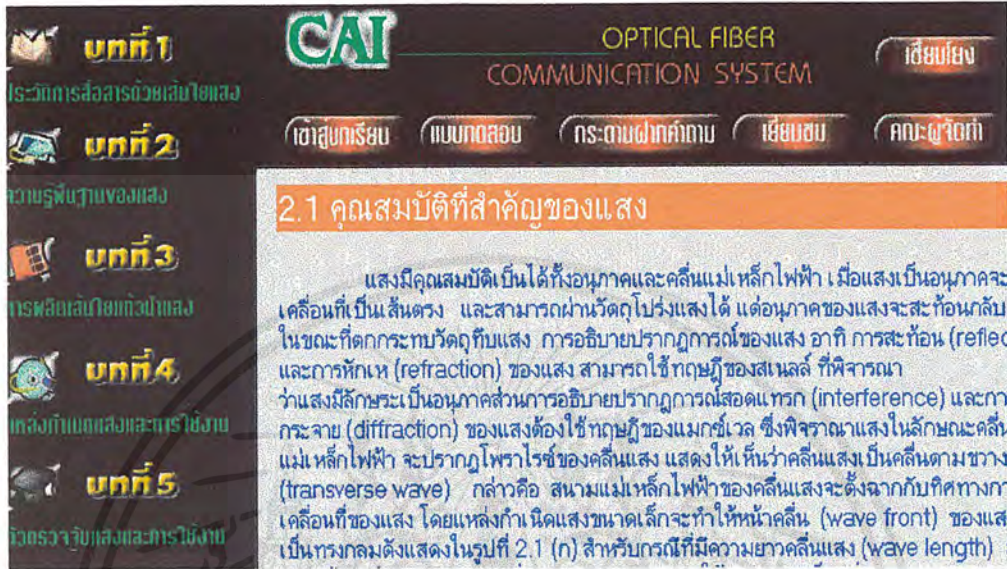 บทที่ 1
ประวัติการสื่อสารด้วยเส้นใยแสง
บทที่ 2
ความรู้พื้นฐานของแสง
บทที่ 3
การผลิตเส้นใยแก้วนำแสง
บทที่ 4
แหล่งกำเนิดแสงและการใช้งาน
บทที่ 5
ตัวตรวจจับแสงและการใช้งาน
CAI
OPTICAL FIBER
COMMUNICATION SYSTEM
เชื่อมโยง
เข้าสู่บทเรียน แบบทดสอบ กระดานฝากคำถาม เยี่ยมชม คณะผู้จัดทำ
2.1 คุณสมบัติที่สำคัญของแสง
แสงมีคุณสมบัติเป็นได้ทั้งอนุภาคและคลื่นแม่เหล็กไฟฟ้า เมื่อแสงเป็นอนุภาคจะ
เคลื่อนที่เป็นเส้นตรง และสามารถผ่านวัตถุโปร่งแสงได้ แต่อนุภาคของแสงจะสะท้อนกลับ
ในขณะที่ตกกระทบวัตถุทึบแสง การอธิบายปรากฏการณ์ของแสง อาทิ การสะท้อน (reflec
และการหักเห (refraction) ของแสง สามารถใช้ทฤษฎีของสเนลล์ ที่พิจารณา
ว่าแสงมีลักษระเป็นอนุภาคส่วนการอธิบายปรากฏการณ์สอดแทรก (interference) และกา
กระจาย (diffraction) ของแสงต้องใช้ทฤษฎีของแมกซ์เวล ซึ่งพิจราณาแสงในลักษณะคลื่น
แม่เหล็กไฟฟ้า จะปรากฏโพราไรซ์ของคลื่นแสง แสดงให้เห็นว่าคลื่นแสงเป็นคลื่นตามขวาง
(transverse wave) กล่าวคือ สนามแม่เหล็กไฟฟ้าของคลื่นแสงจะตั้งฉากกับทิศทางกา
เคลื่อนที่ของแสง โดยแหล่งกำเนิดแสงขนาดเล็กจะทำให้หน้าคลื่น (wave front) ของแส
เป็นทรงกลมดังแสดงในรูปที่ 2.1 (ก) สำหรับกรณีที่มีความยาวคลื่นแสง (wave length)